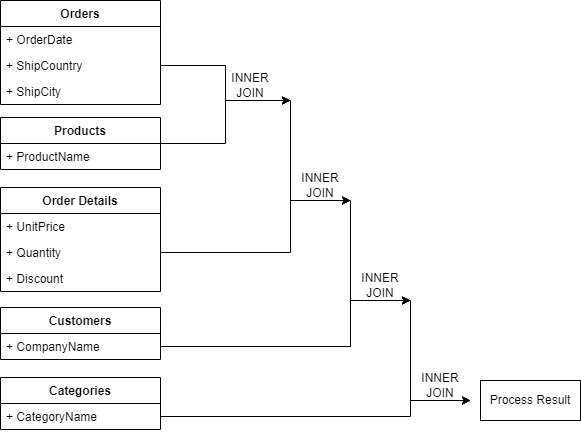 Orders
+ OrderDate
+ ShipCountry
+ ShipCity
INNER
JOIN
Products
+ ProductName
Order Details
+ UnitPrice
+ Quantity
+ Discount
INNER
JOIN
Customers
+ CompanyName
INNER
JOIN
Categories
+ CategoryName
INNER
JOIN
Process Result